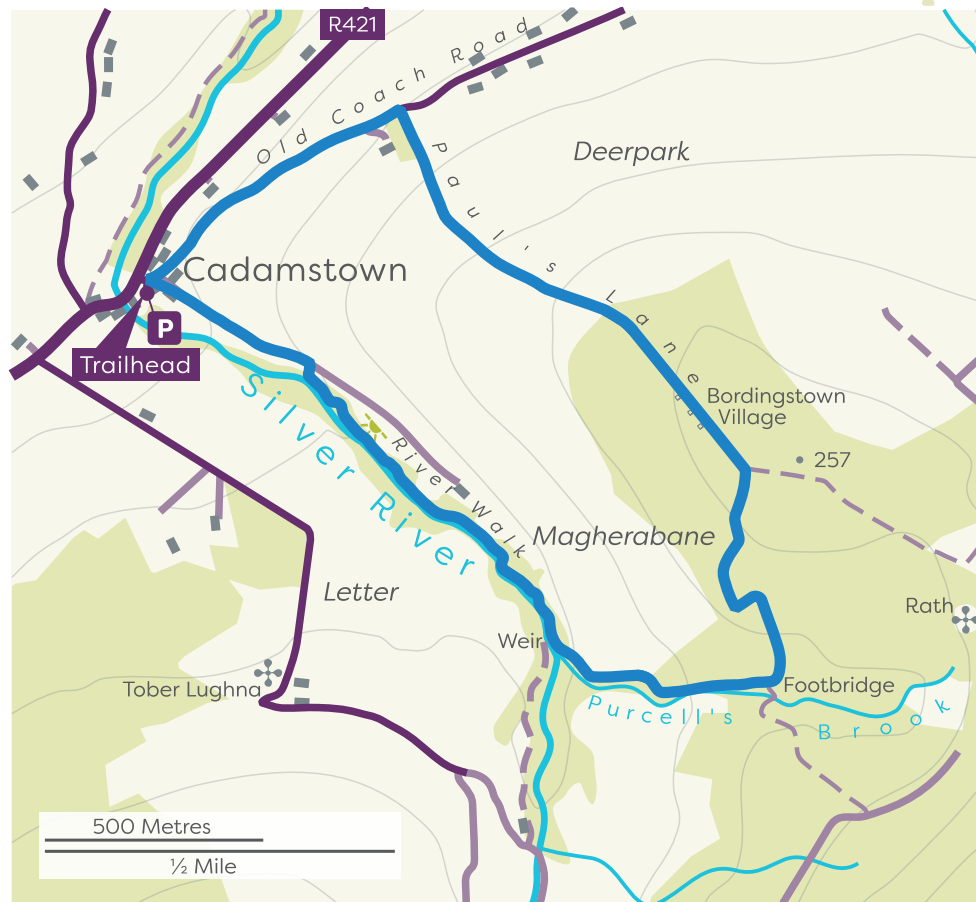 R421
Old Coach Road
Deerpark
Paul's Lane
Cadamstown
P
Trailhead
Silver River
River Walk
Bordingstown
Village
257
Magherabane
Letter
Rath
Weir
Tober Lughna
Footbridge
Purcell's Brook
500 Metres
½ Mile